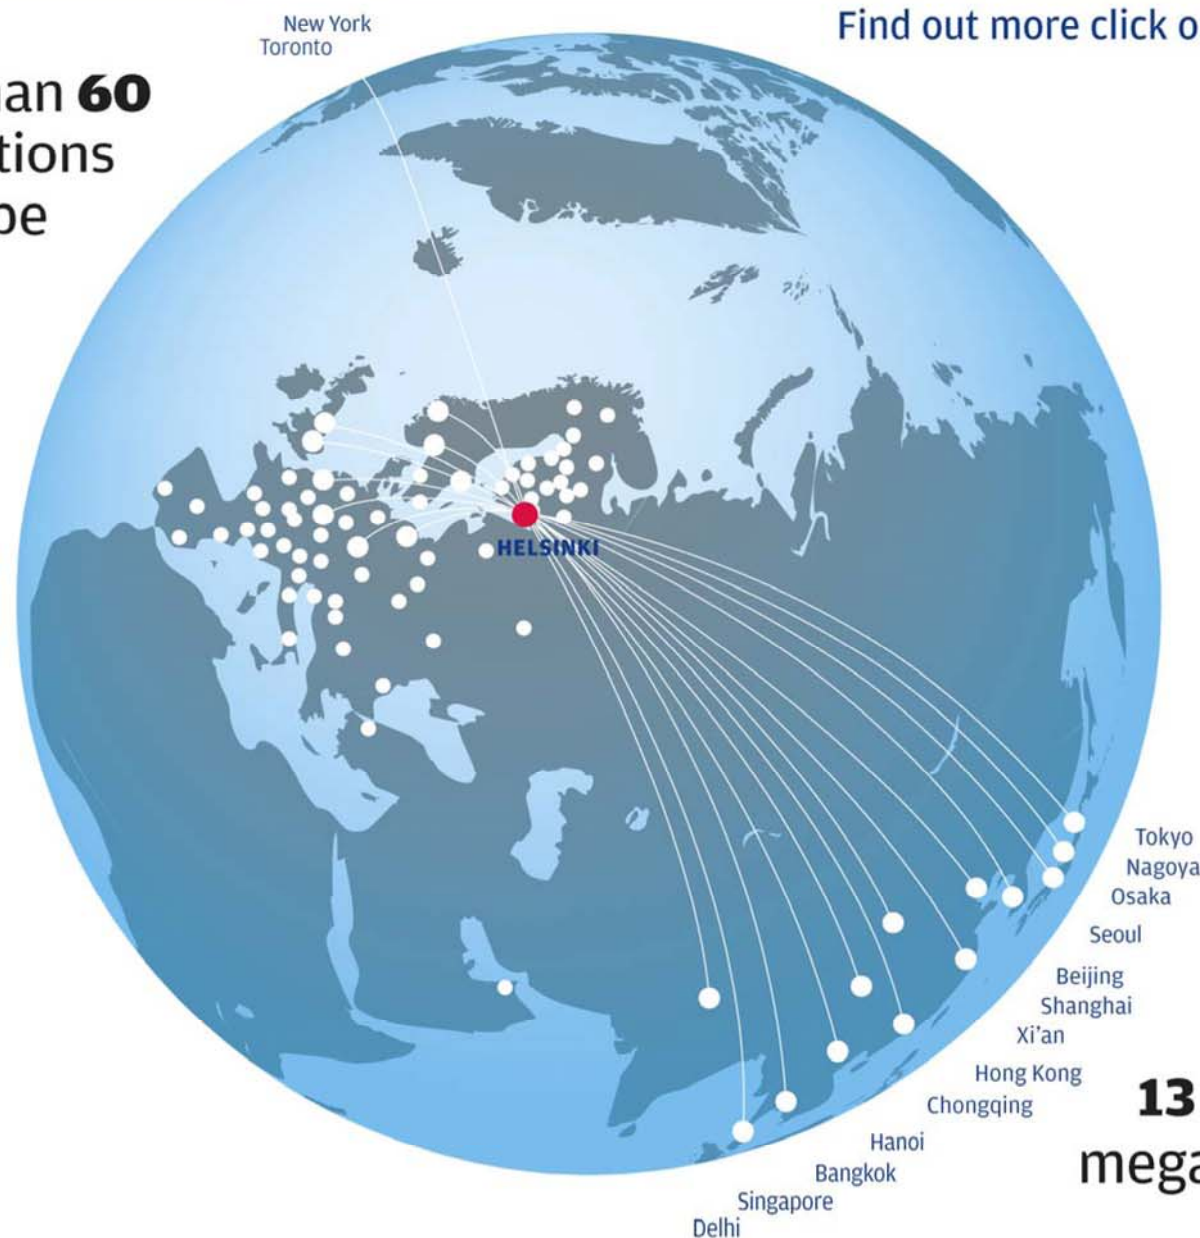 New York
Toronto
Find out more click o
an 60
tions
pe
HELSINKI
Tokyo
Nagoya
Osaka
Seoul
Beijing
Shanghai
Xi'an
Hong Kong
Chongqing
Hanoi
Bangkok
Singapore
Delhi
13
mega